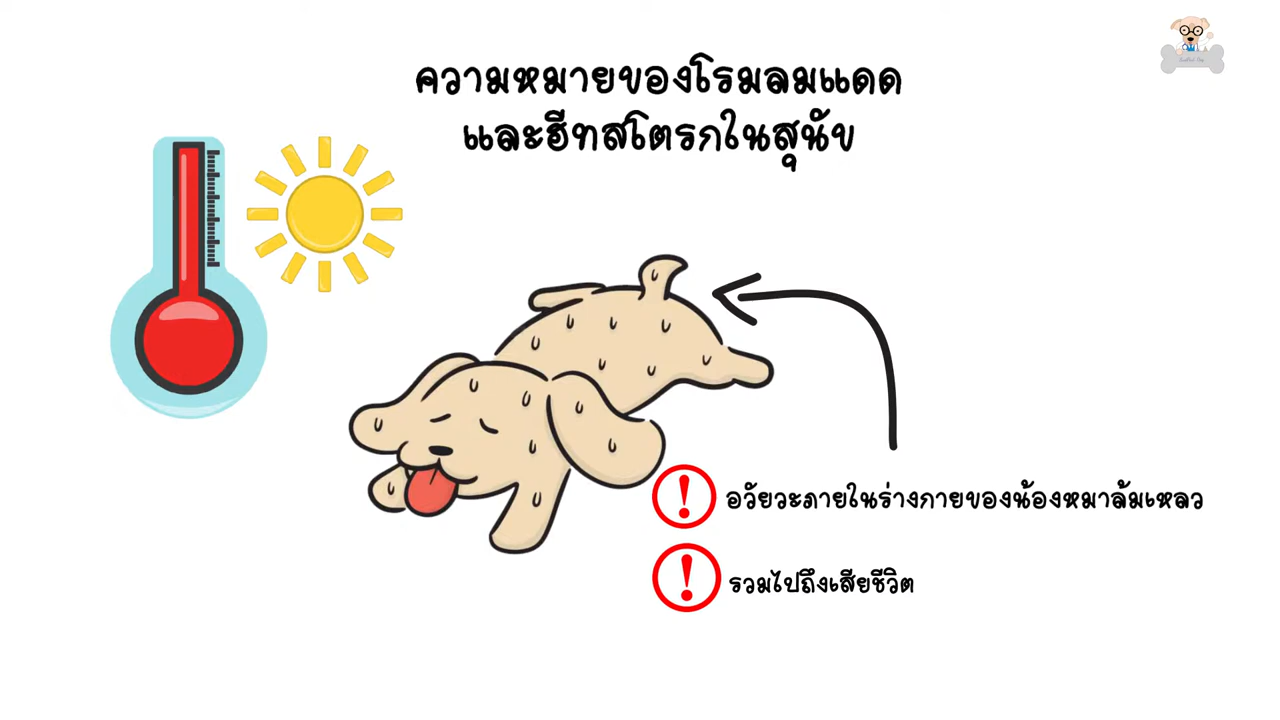 ความหมายของโรมลมแดด
และฮีทสโตรกในสุนัข
อวัยวะภายในร่างกายของน้องหมาล้มเหลว
รวมไปถึงเสียชีวิต